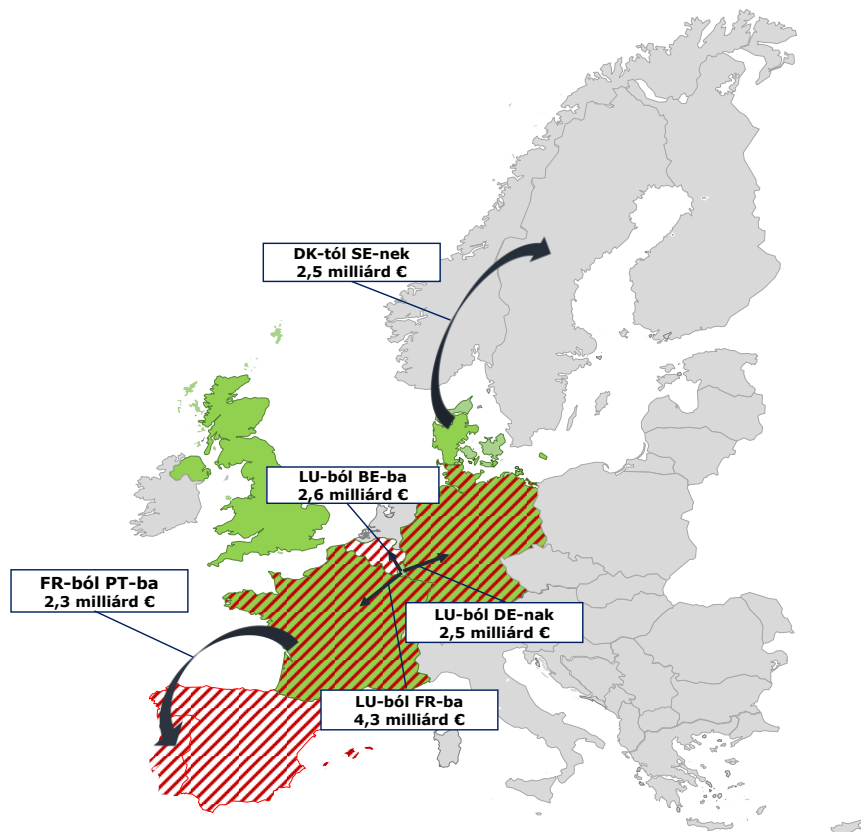 DK-tól SE-nek
2,5 milliárd €
LU-ból BE-ba
2,6 milliárd €
FR-ból PT-ba
2,3 milliárd €
LU-ból DE-nak
2,5 milliárd €
LU-ból FR-ba
4,3 milliárd €